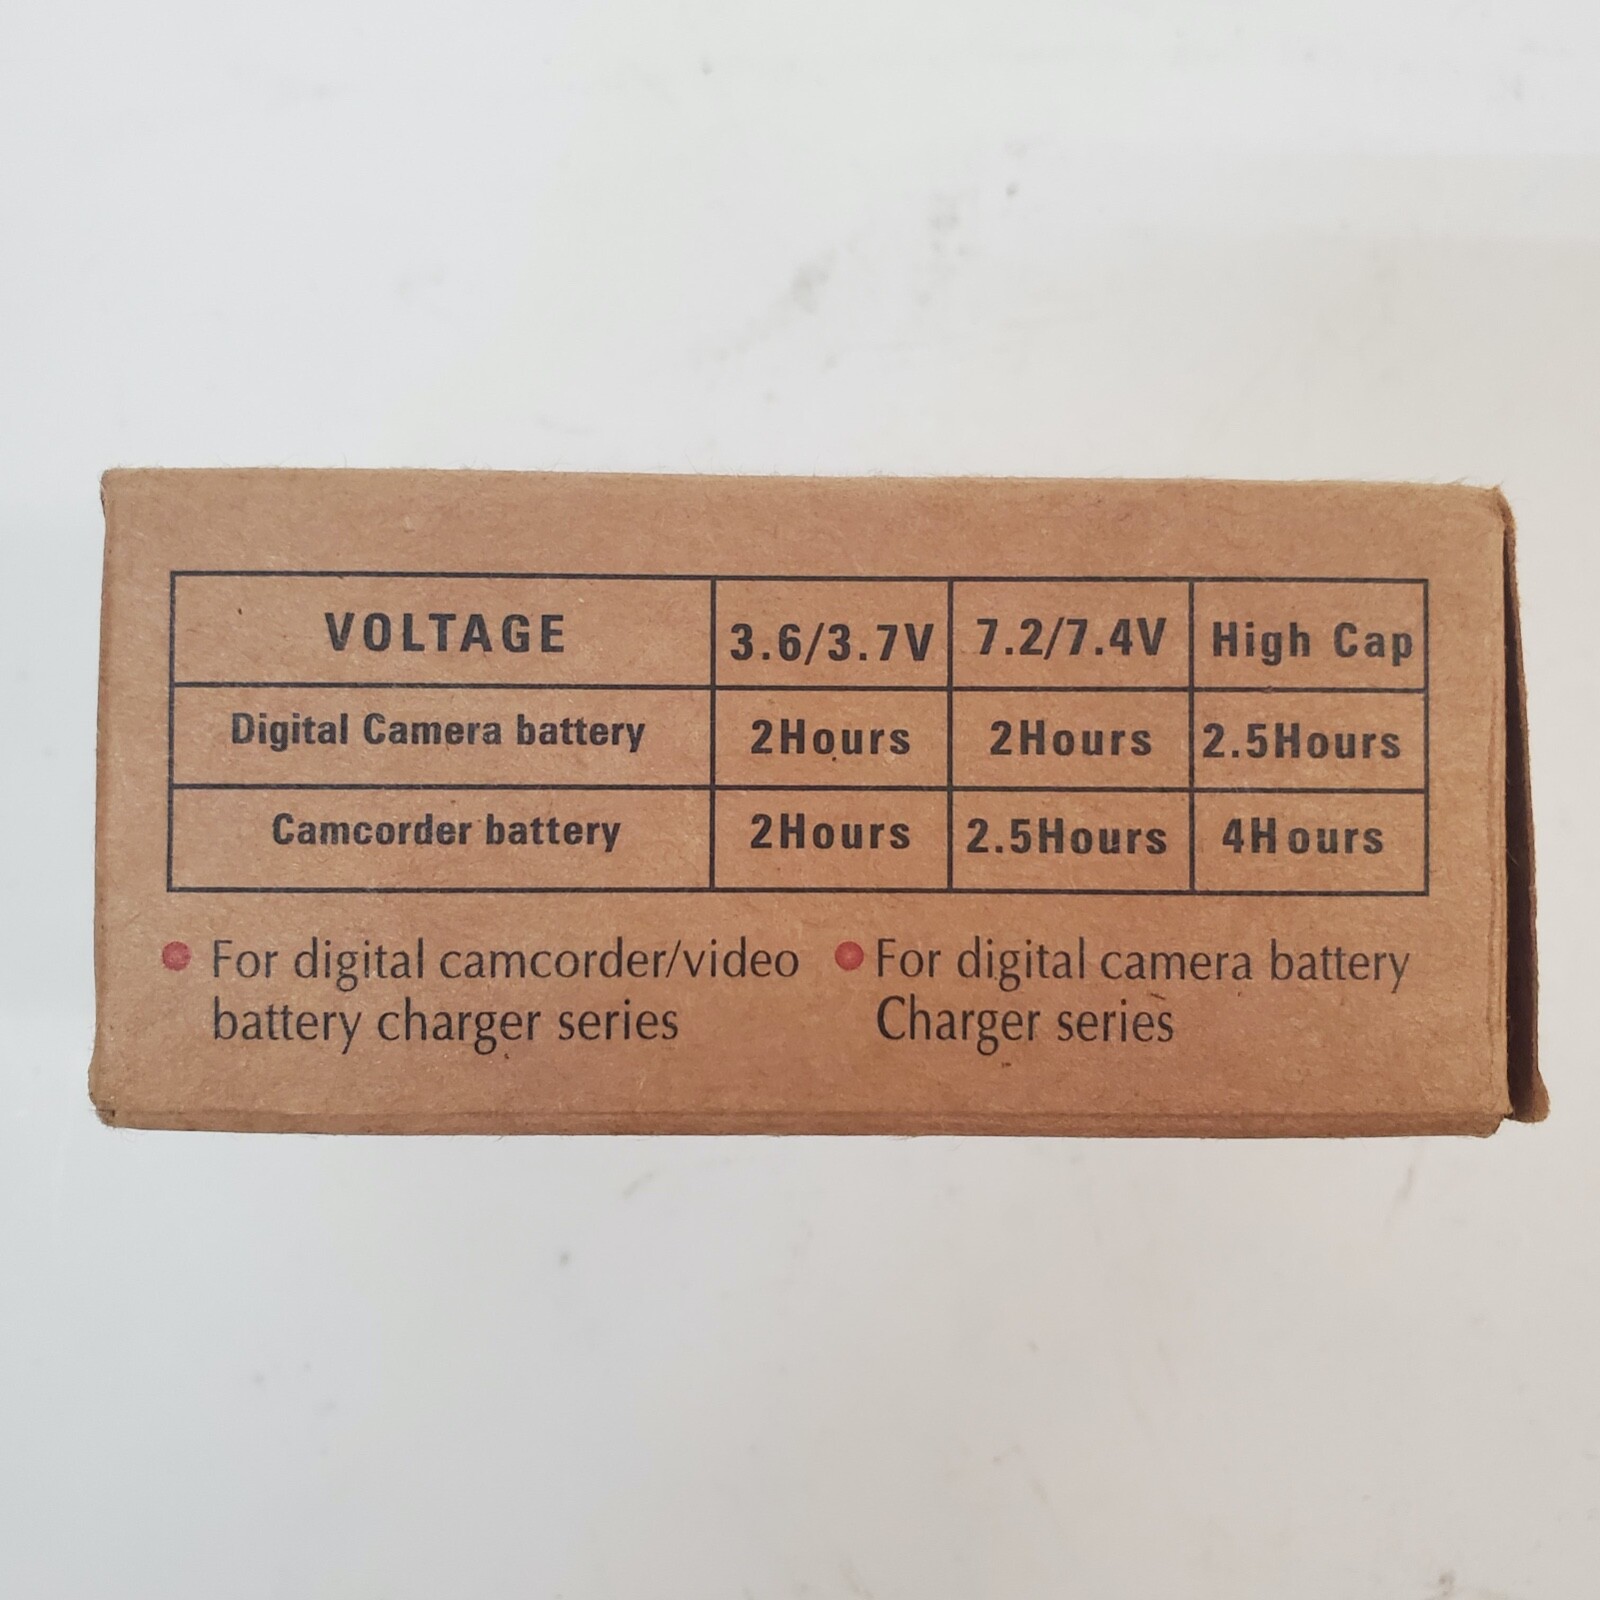 VOLTAGE 3.6/3.7V 7.2/7.4V High Cap
Digital Camera battery 2Hours 2Hours 2.5Hours
Camcorder battery 2Hours 2.5Hours 4Hours
For digital camcorder/video
battery charger series
For digital camera battery
Charger series